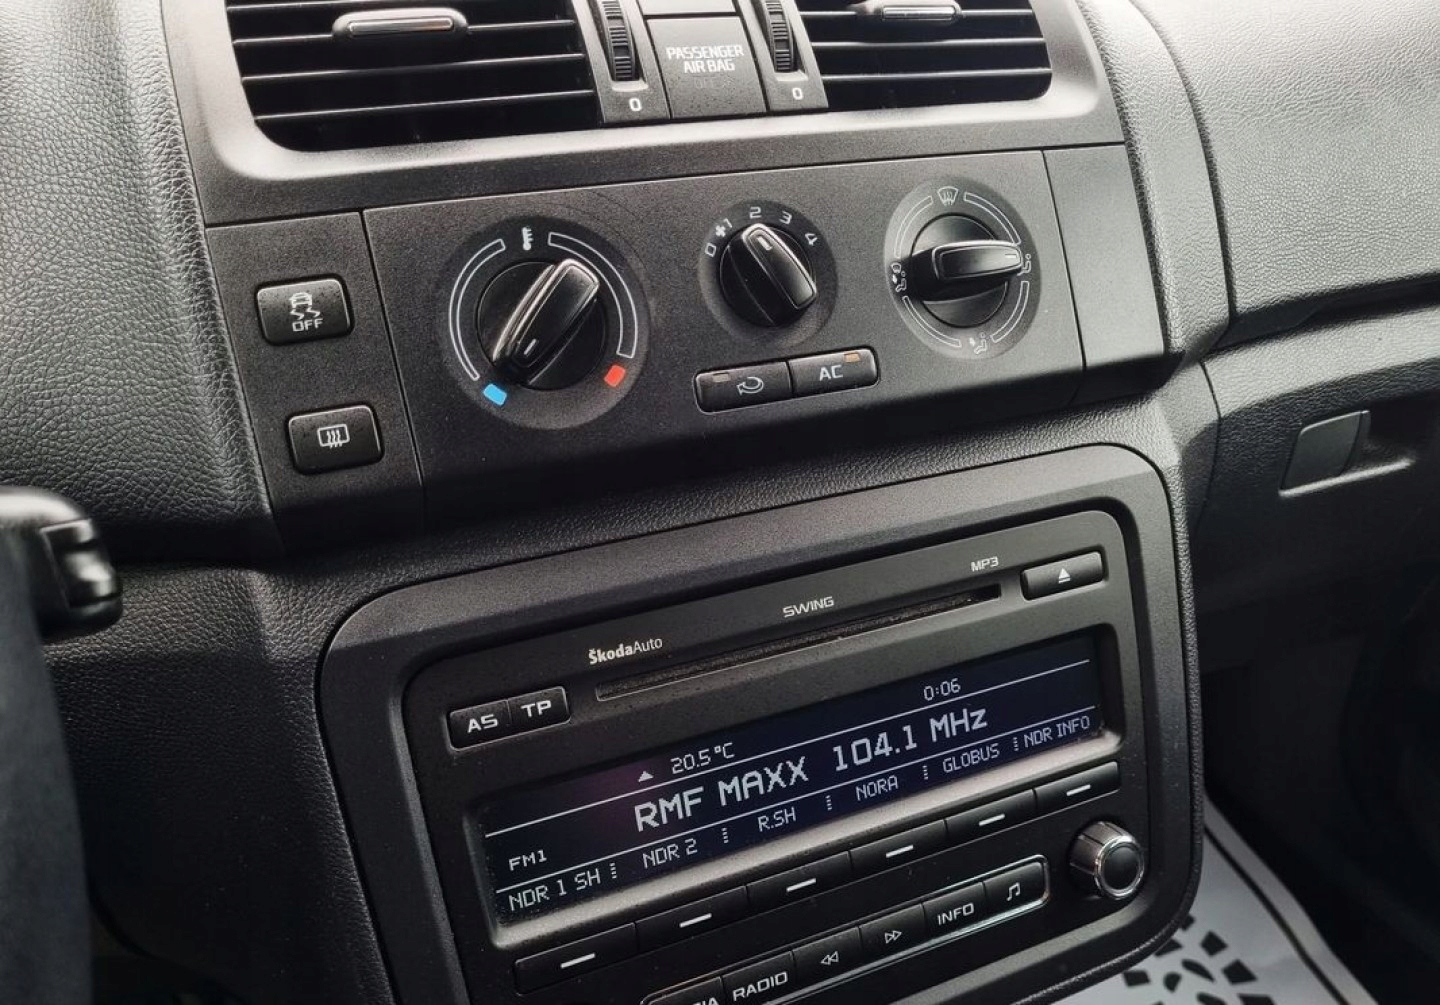 PASSENGER
AIR BAG
0
0
0 1 2 3 4
OFF
AC
MP3
SWING
ŠkodaAuto
AS TP
0:06
20.5°C
RMF MAXX 104.1 MHz
FM1
NDR 1 SH NDR 2 R.SH NORA GLOBUS NDR INFO
RADIO INFO